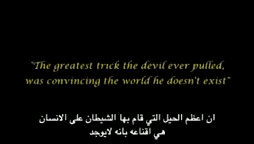 "The greatest trick the devil ever pulled,
was convincing the world he doesn't exist"
ان اعظم الحيل التي قام بها الشيطان على الانسان
هي اقناعه بانه لايوجد